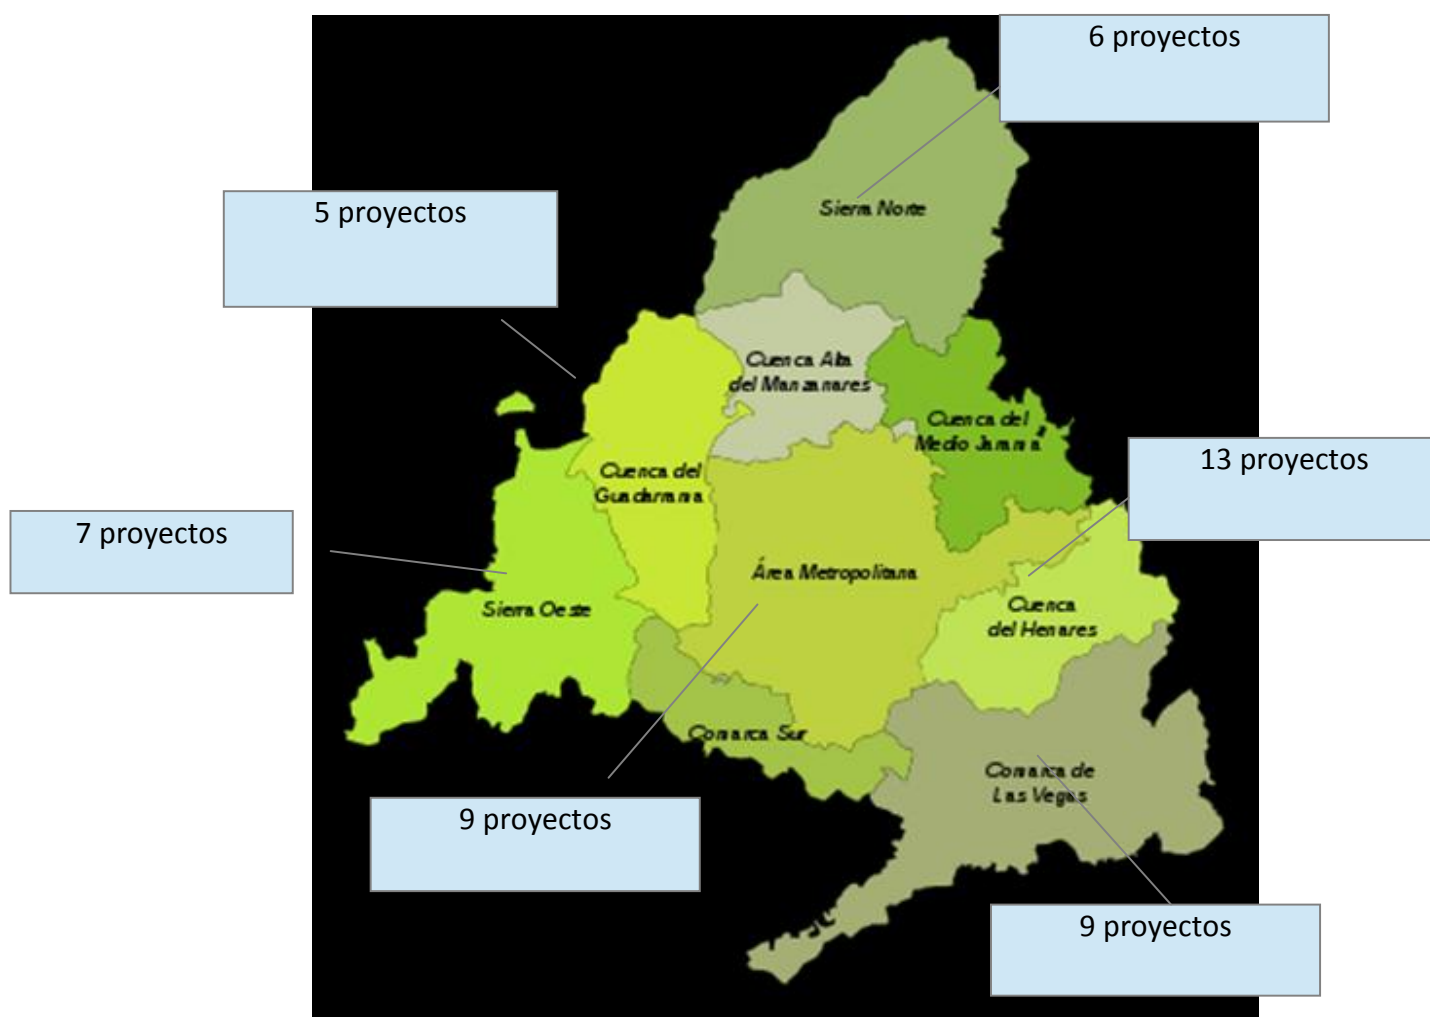 6 proyectos
Sierra Norte
5 proyectos
Cuenca Alta
del Manzanares
Cuenca del
Medio Jarama
13 proyectos
Cuenca del
Guadarrama
7 proyectos
Área Metropolitana
Sierra Oeste
Cuenca
del Henares
Comarca Sur
Comarca de
Las Vegas
9 proyectos
9 proyectos